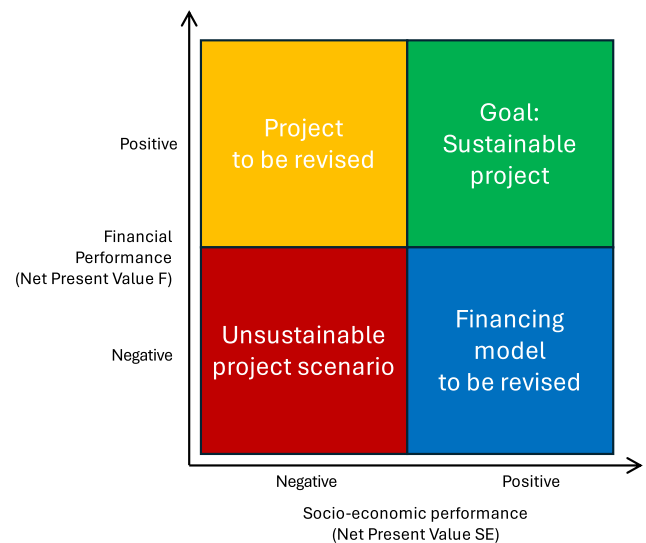 Project
to be revised
Goal:
Sustainable
project
Positive
Financial
Performance
(Net Present Value F)
Unsustainable
project scenario
Financing
model
to be revised
Negative
Negative
Positive
Socio-economic performance
(Net Present Value SE)